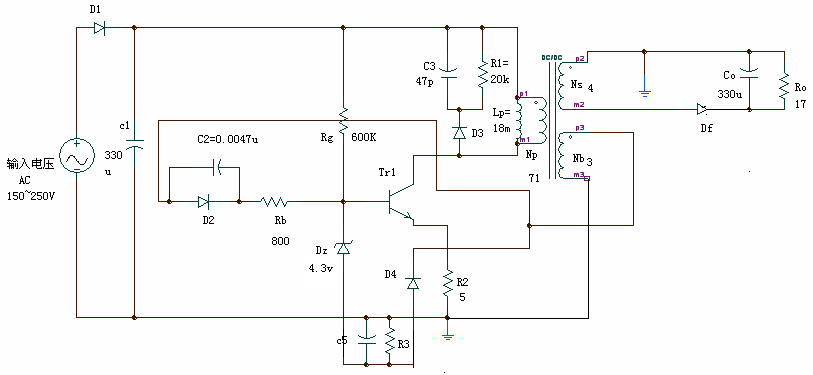 D1
DC/DC
p2
C3
47p
R1=
20k
Ns 4
Co
330u
Ro
17
p1
Lp=
18m
m2
Df
c1
330
u
C2=0.0047u
Rg
600K
D3
m1
Np
p3
Nb 3
输入电压
AC
150~250V
Tr1
71
m3
D2
Rb
800
Dz
4.3v
D4
R2
5
c5
R3